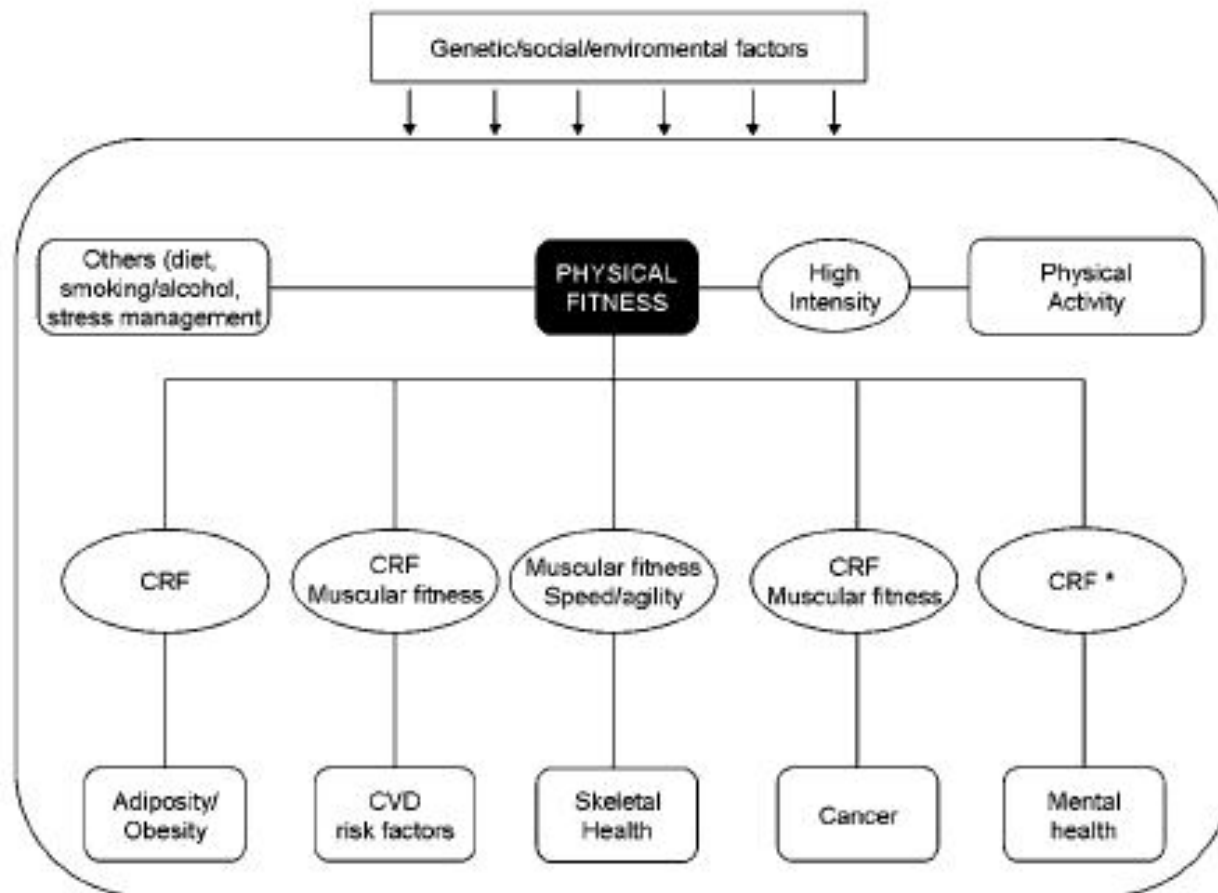 Genetic/social/enviromental factors
Others (diet,
smoking/alcohol,
stress management
PHYSICAL
FITNESS
High
Intensity
Physical
Activity
CRF
CRF
Muscular fitness
Muscular fitness
Speed/agility
CRF
Muscular fitness
CRF *
Adiposity/
Obesity
CVD
risk factors
Skeletal
Health
Cancer
Mental
health